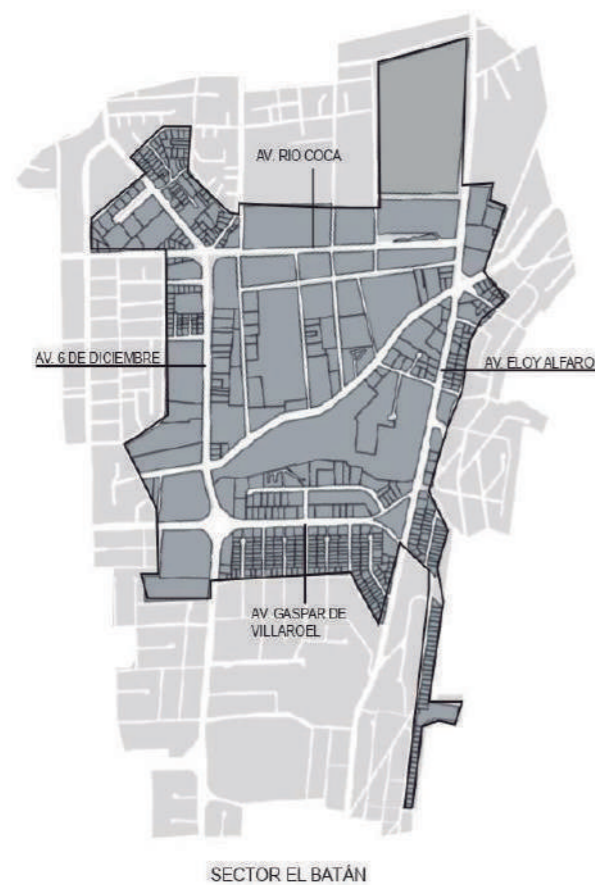 AV. RIO COCA
AV. 6 DE DICIEMBRE
AV. ELOY ALFARO
AV. GASPAR DE
VILLAROEL
SECTOR EL BATÁN